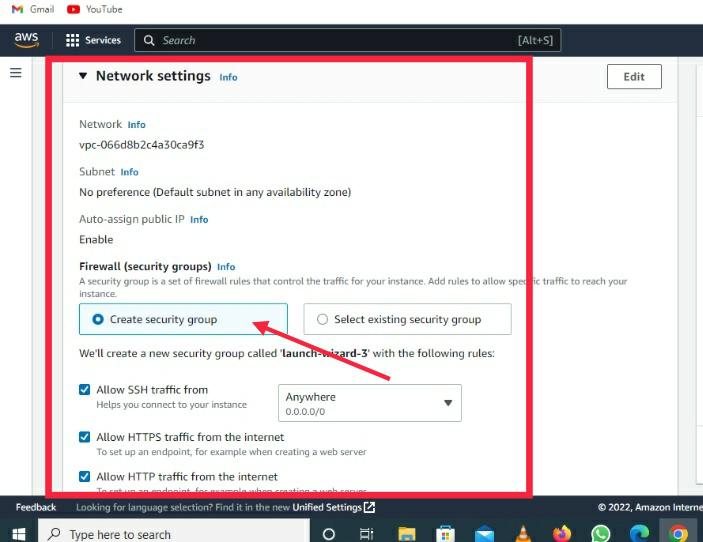 Gmail YouTube
aws Services Search [Alt+S]
Network settings Info Edit
Network Info
vpc-066d8b2c4a30ca9f3
Subnet Info
No preference (Default subnet in any availability zone)
Auto-assign public IP Info
Enable
Firewall (security groups) Info
A security group is a set of firewall rules that control the traffic for your instance. Add rules to allow specific traffic to reach your
instance.
Create security group Select existing security group
We'll create a new security group called 'launch-wizard-3' with the following rules:
Allow SSH traffic from Anywhere
Helps you connect to your instance 0.0.0.0/0
Allow HTTPS traffic from the internet
To set up an endpoint, for example when creating a web server
Allow HTTP traffic from the internet
To set up an endpoint, for example when creating a web server
Feedback Looking for language selection? Find it in the new Unified Settings © 2022, Amazon Interne
Type here to search